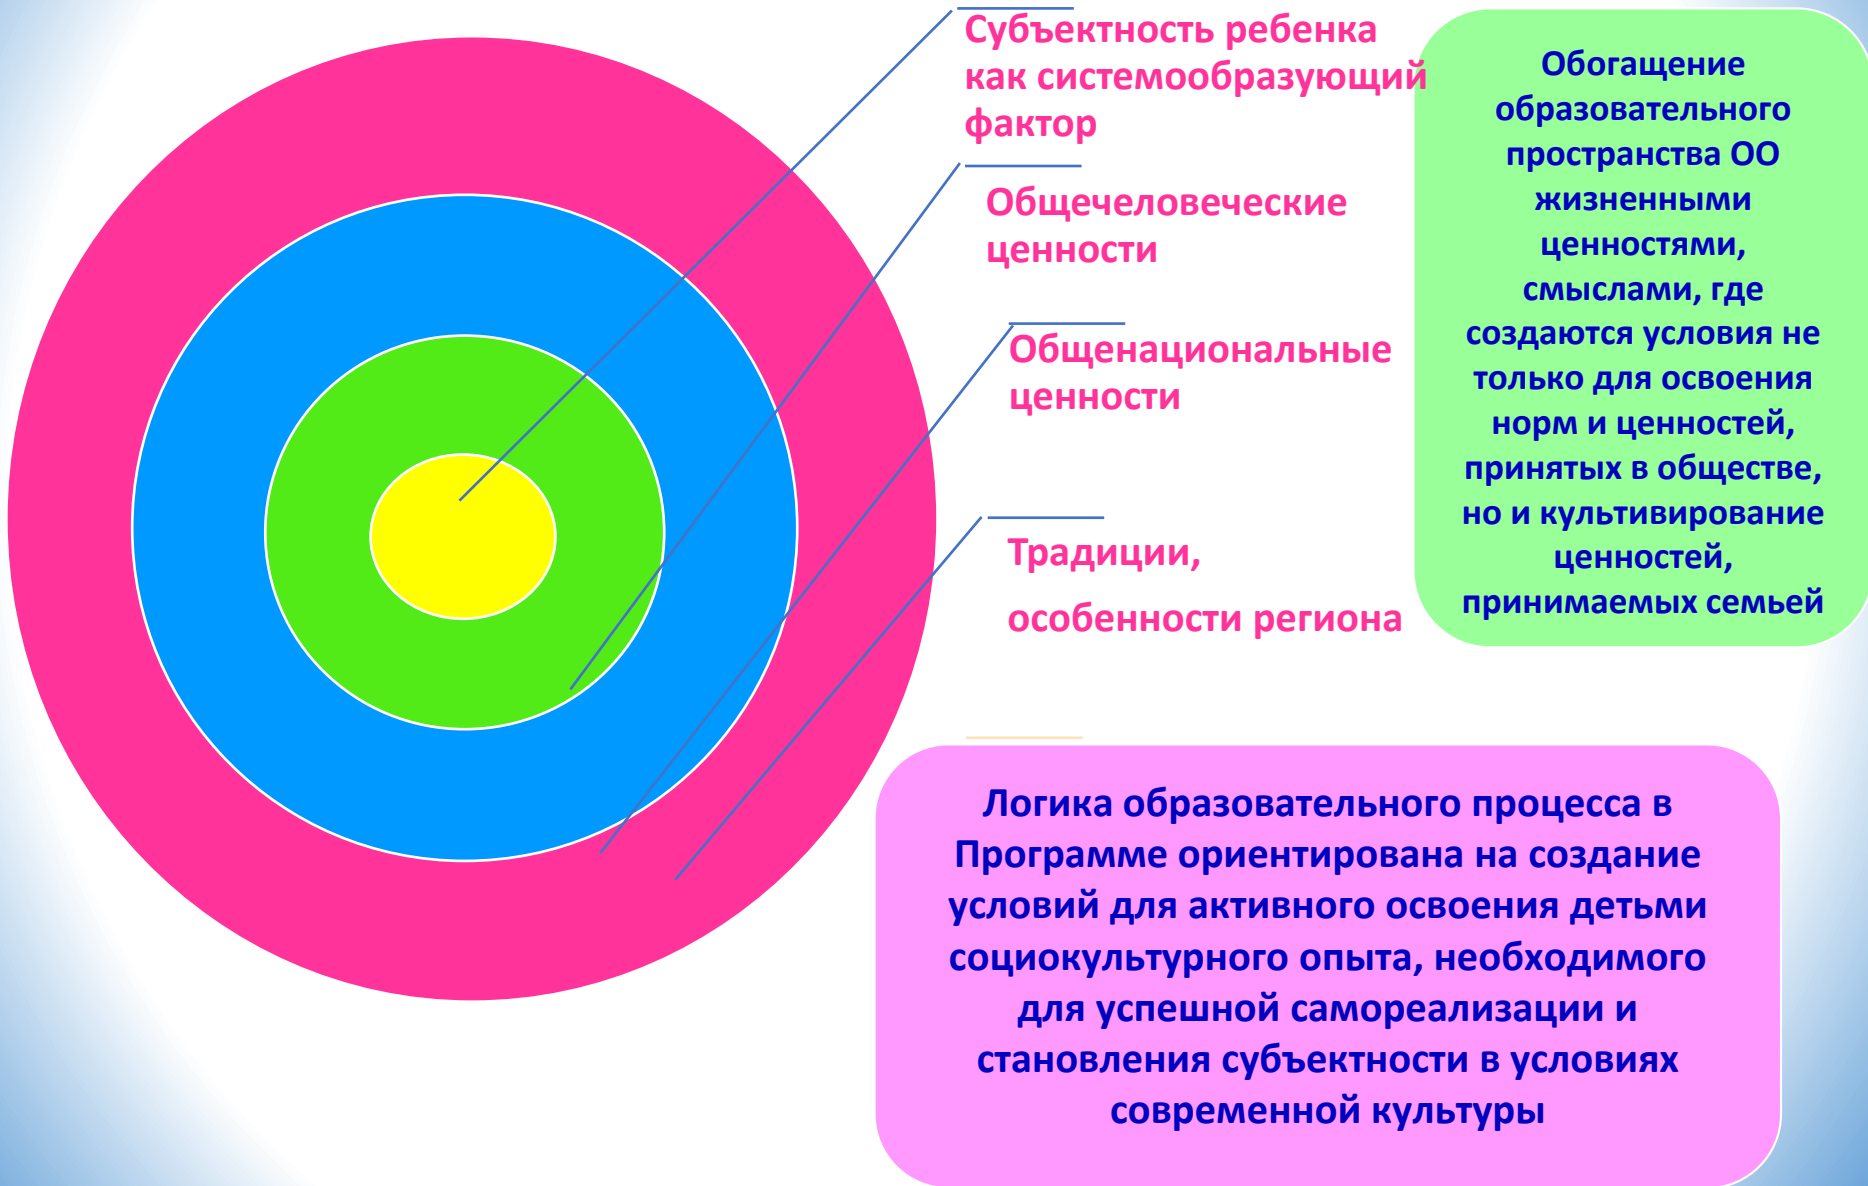 Субъектность ребенка
как системообразующий
фактор
Общечеловеческие
ценности
Общенациональные
ценности
Традиции,
особенности региона
Обогащение
образовательного
пространства ОО
жизненными
ценностями,
смыслами, где
создаются условия не
только для освоения
норм и ценностей,
принятых в обществе,
но и культивирование
ценностей,
принимаемых семьей
Логика образовательного процесса в
Программе ориентирована на создание
условий для активного освоения детьми
социокультурного опыта, необходимого
для успешной самореализации и
становления субъектности в условиях
современной культуры